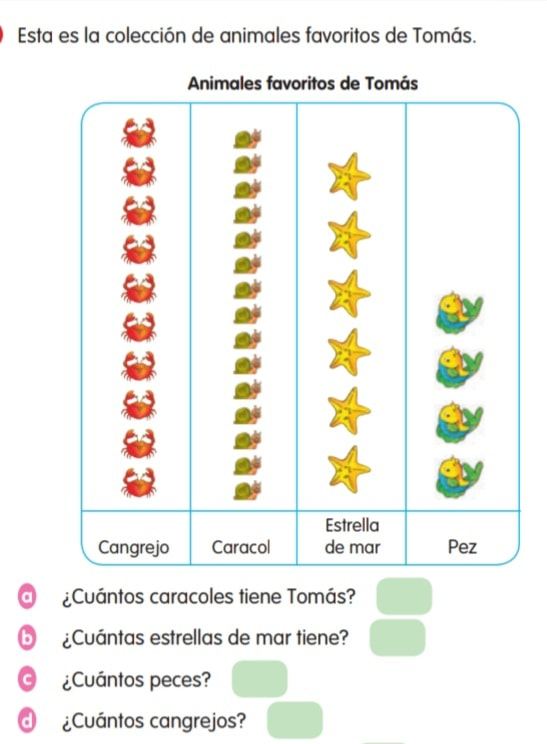 Esta es la colección de animales favoritos de Tomás.
Animales favoritos de Tomás
Cangrejo
Caracol
Estrella
de mar
Pez
a ¿Cuántos caracoles tiene Tomás?
b ¿Cuántas estrellas de mar tiene?
c ¿Cuántos peces?
d ¿Cuántos cangrejos?